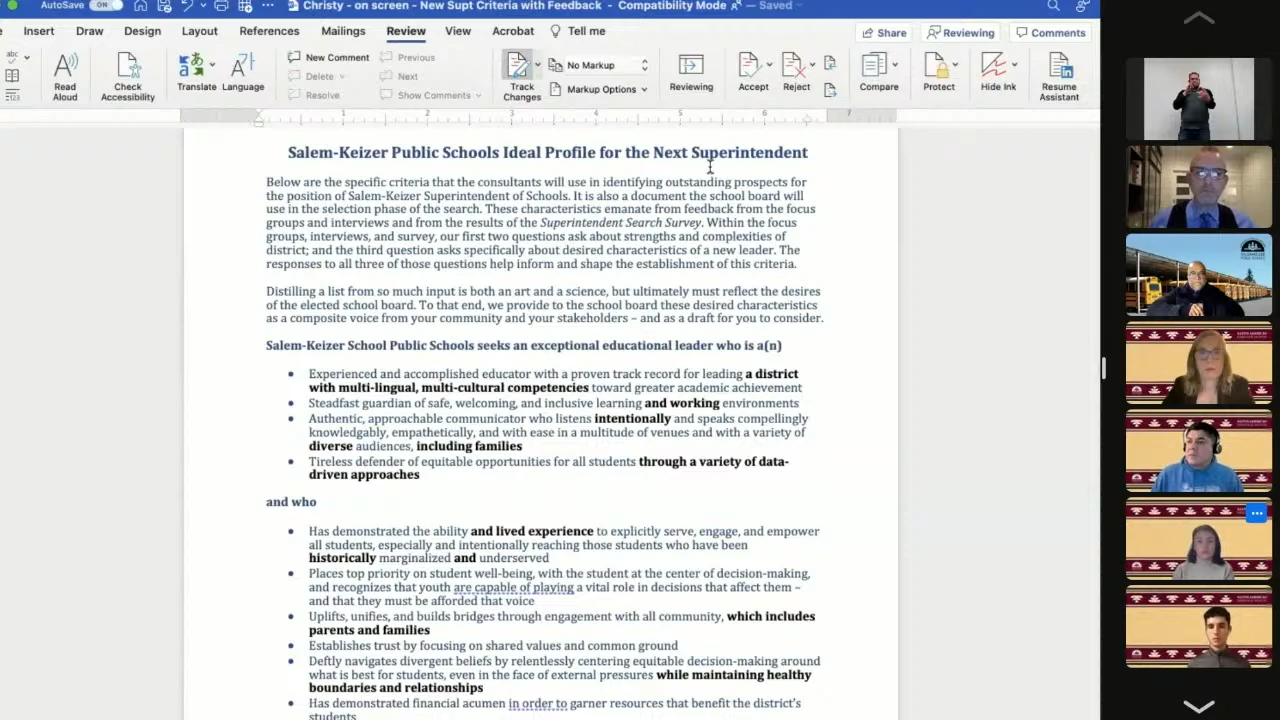 AutoSave ON
Christy - on screen - New Supt Criteria with Feedback - Compatibility Mode
— Saved
Insert Draw Design Layout References Mailings Review View Acrobat Tell me
Share Reviewing Comments
abc
Read Aloud
Check Accessibility
Translate Language
New Comment
Delete
Resolve
Previous
Next
Show Comments
Track Changes
No Markup
Markup Options
Reviewing
Accept Reject
Compare
Protect
Hide Ink
Resume Assistant
1 2 3 4 5 6 7
Salem-Keizer Public Schools Ideal Profile for the Next Superintendent
Below are the specific criteria that the consultants will use in identifying outstanding prospects for
the position of Salem-Keizer Superintendent of Schools. It is also a document the school board will
use in the selection phase of the search. These characteristics emanate from feedback from the focus
groups and interviews and from the results of the Superintendent Search Survey. Within the focus
groups, interviews, and survey, our first two questions ask about strengths and complexities of
district; and the third question asks specifically about desired characteristics of a new leader. The
responses to all three of those questions help inform and shape the establishment of this criteria.
Distilling a list from so much input is both an art and a science, but ultimately must reflect the desires
of the elected school board. To that end, we provide to the school board these desired characteristics
as a composite voice from your community and your stakeholders – and as a draft for you to consider.
Salem-Keizer School Public Schools seeks an exceptional educational leader who is a(n)
• Experienced and accomplished educator with a proven track record for leading a district
with multi-lingual, multi-cultural competencies toward greater academic achievement
• Steadfast guardian of safe, welcoming, and inclusive learning and working environments
• Authentic, approachable communicator who listens intentionally and speaks compellingly
knowledgably, empathetically, and with ease in a multitude of venues and with a variety of
diverse audiences, including families
• Tireless defender of equitable opportunities for all students through a variety of data-
driven approaches
and who
• Has demonstrated the ability and lived experience to explicitly serve, engage, and empower
all students, especially and intentionally reaching those students who have been
historically marginalized and underserved
• Places top priority on student well-being, with the student at the center of decision-making,
and recognizes that youth are capable of playing a vital role in decisions that affect them –
and that they must be afforded that voice
• Uplifts, unifies, and builds bridges through engagement with all community, which includes
parents and families
• Establishes trust by focusing on shared values and common ground
• Deftly navigates divergent beliefs by relentlessly centering equitable decision-making around
what is best for students, even in the face of external pressures while maintaining healthy
boundaries and relationships
• Has demonstrated financial acumen in order to garner resources that benefit the district's
students